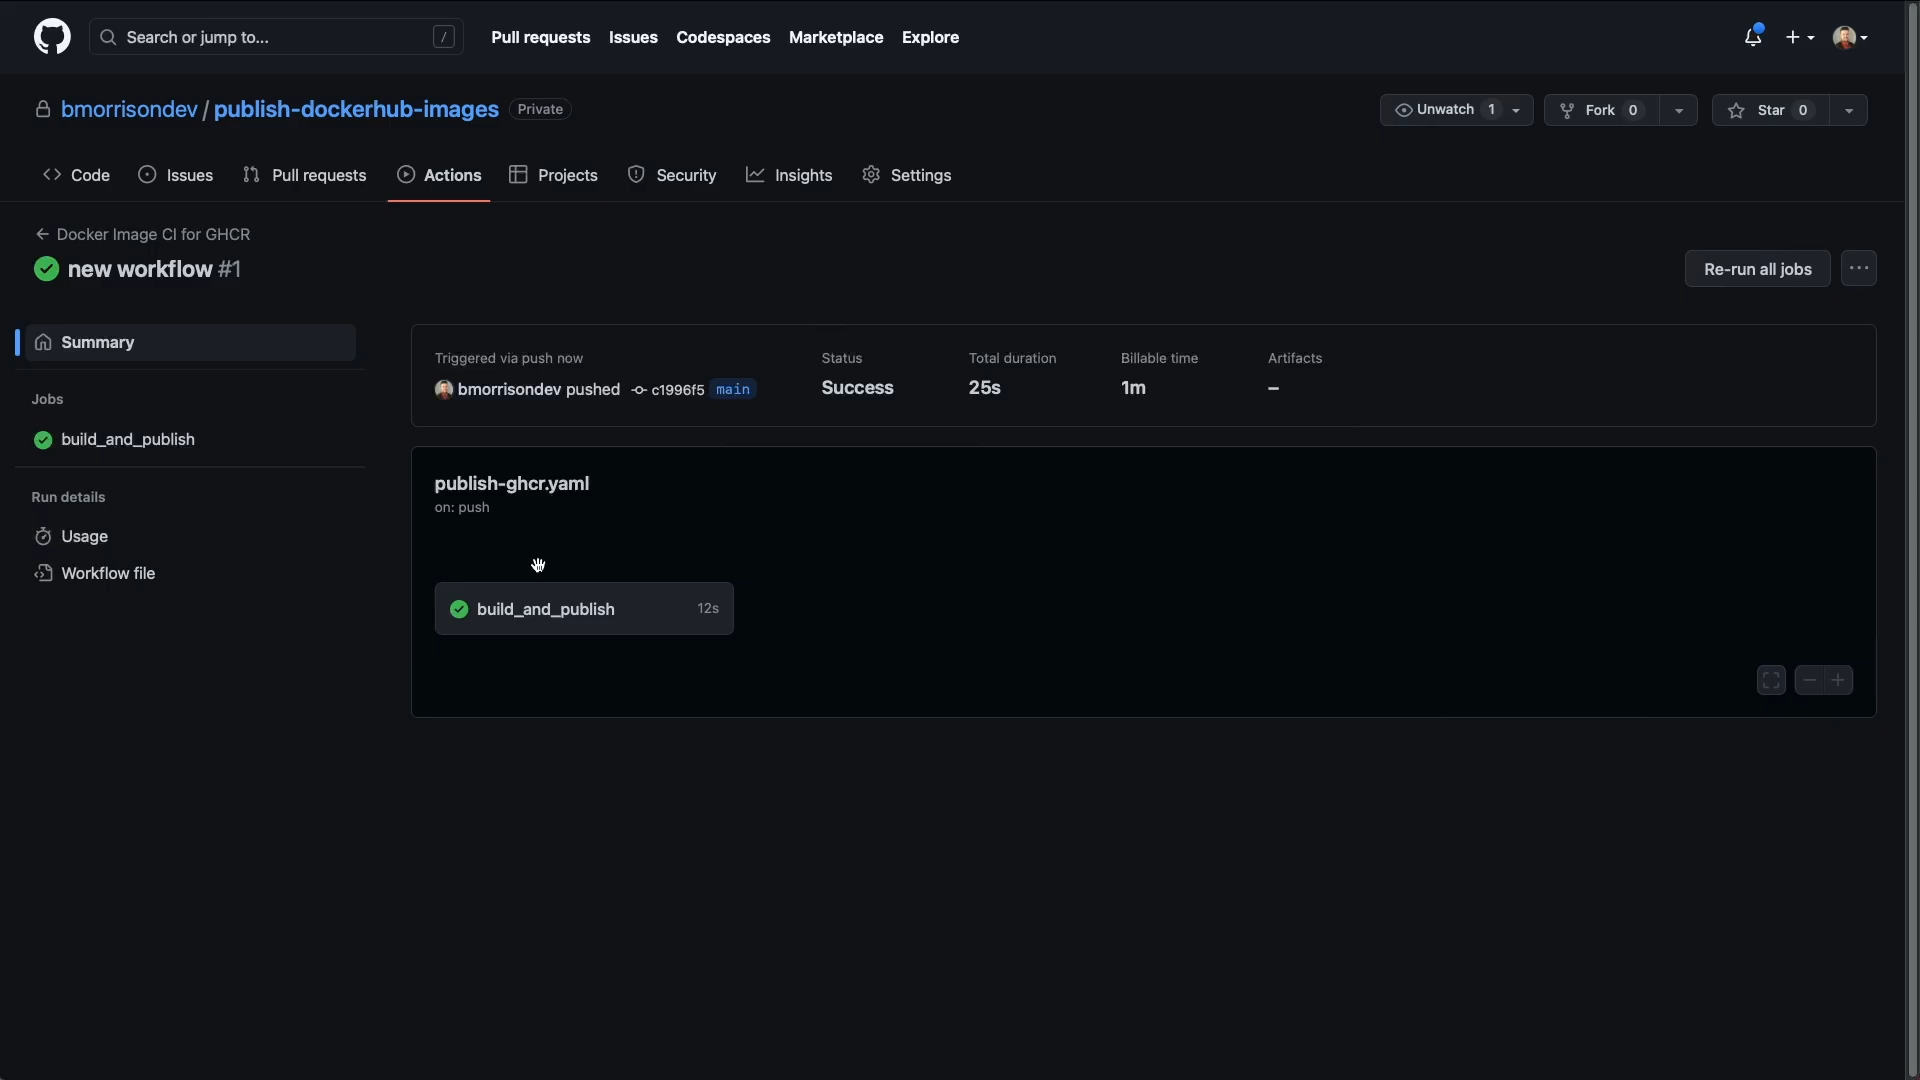 Search or jump to... /
Pull requests Issues Codespaces Marketplace Explore
bmorrisondev / publish-dockerhub-images Private
Unwatch 1 Fork 0 Star 0
Code Issues Pull requests Actions Projects Security Insights Settings
← Docker Image CI for GHCR
new workflow #1
Re-run all jobs ...
Summary
Jobs
build_and_publish
Run details
Usage
Workflow file
Triggered via push now
bmorrisondev pushed c1996f5 main
Status
Success
Total duration
25s
Billable time
1m
Artifacts
–
publish-ghcr.yaml
on: push
build_and_publish 12s